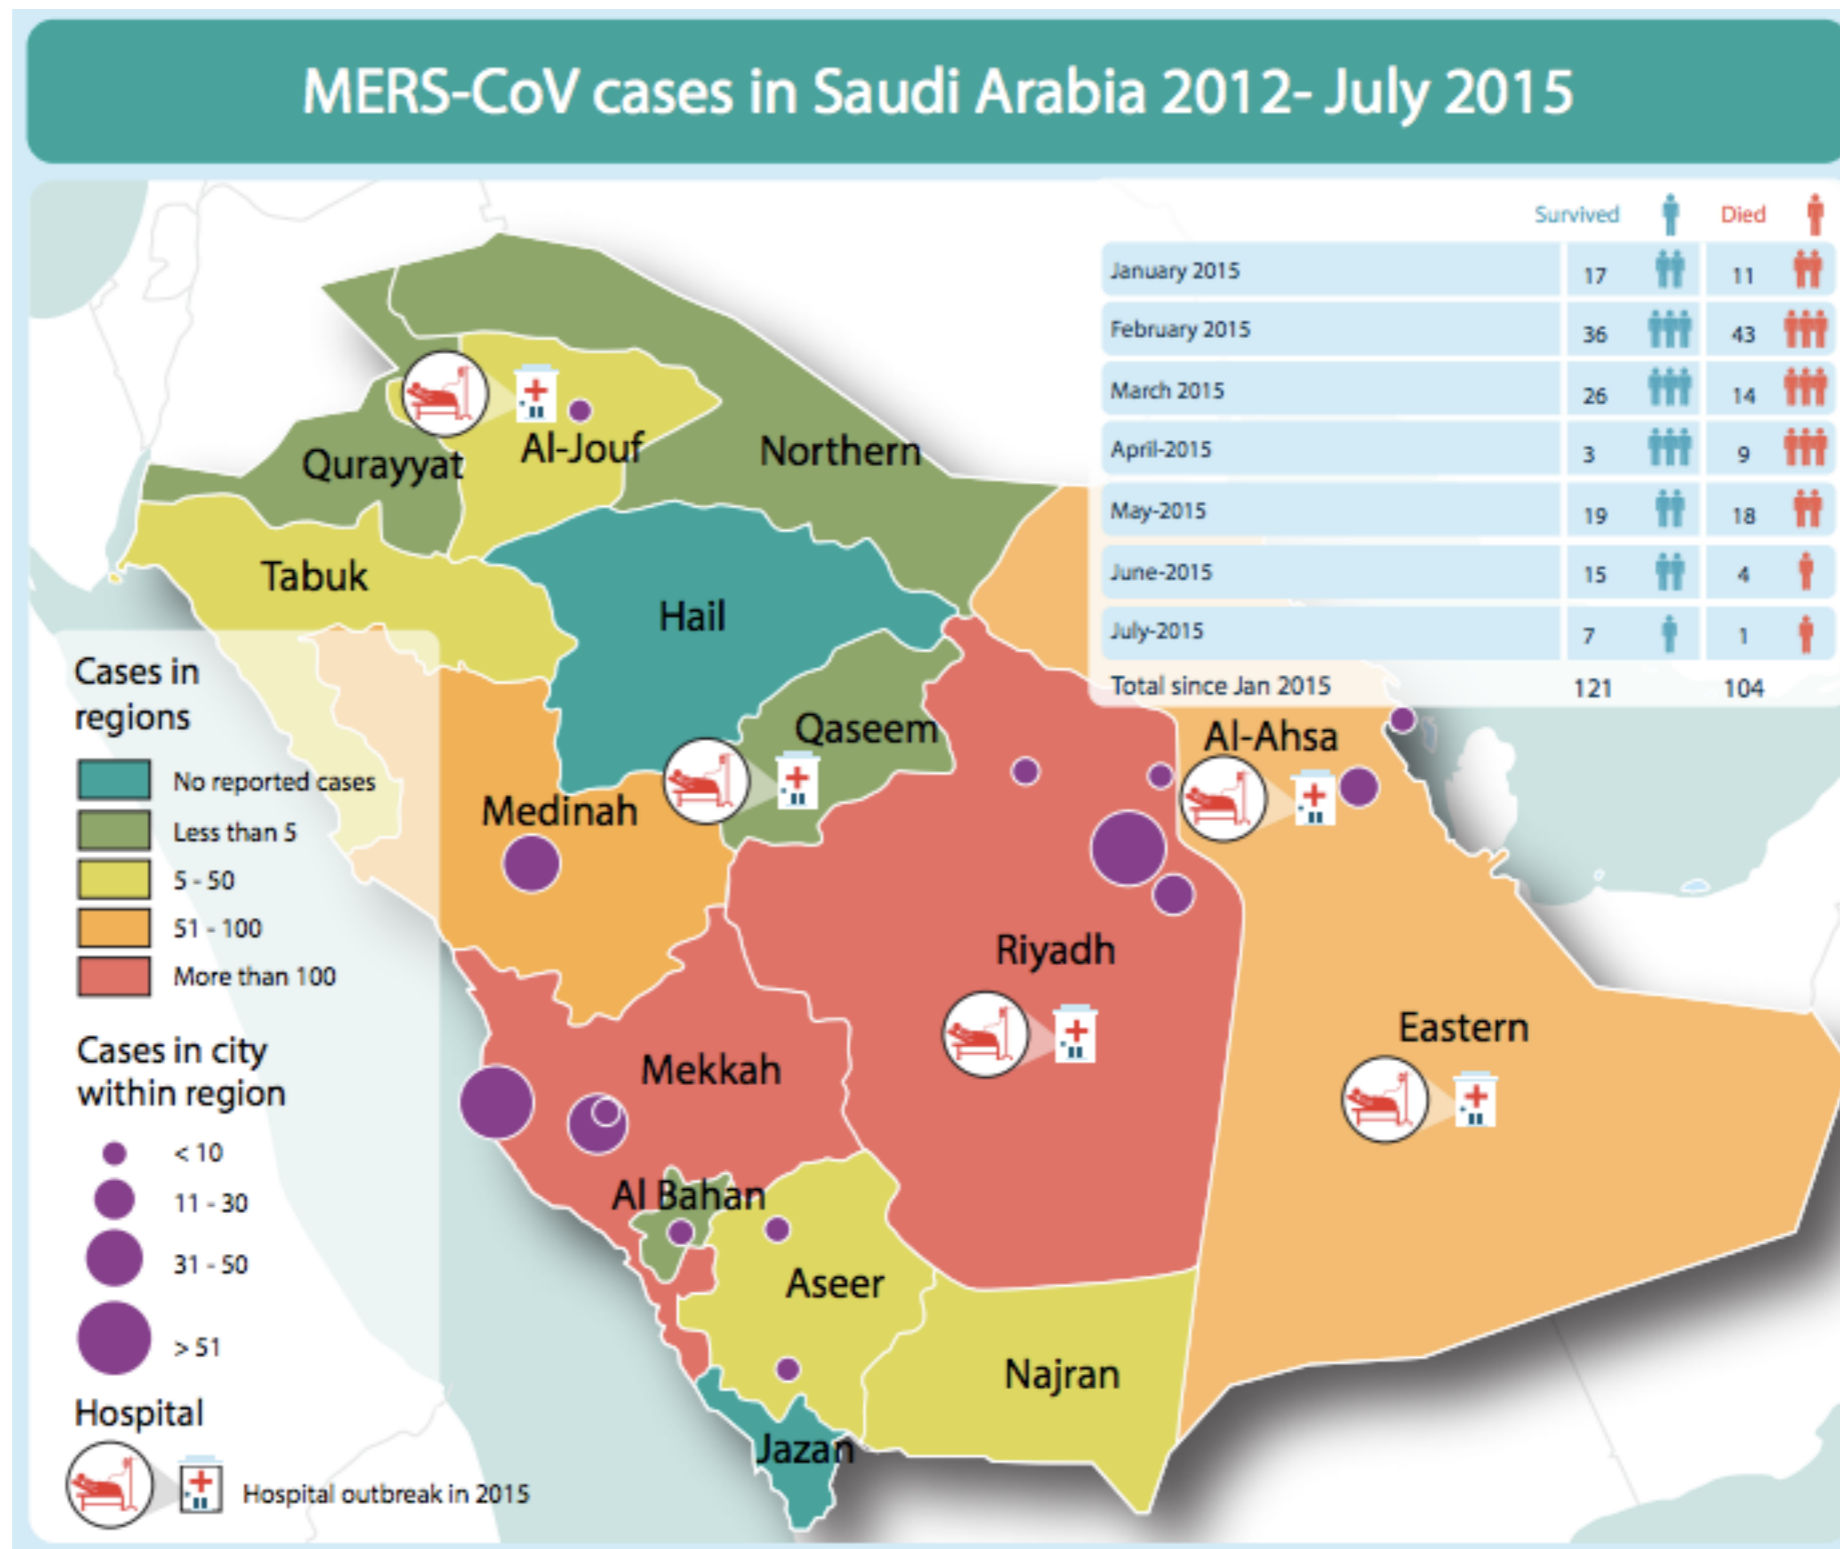 MERS-CoV cases in Saudi Arabia 2012- July 2015
Survived Died
January 2015 17 11
February 2015 36 43
March 2015 26 14
April-2015 3 9
May-2015 19 18
June-2015 15 4
July-2015 7 1
Total since Jan 2015 121 104
Qurayyat
Al-Jouf
Northern
Tabuk
Hail
Qaseem
Al-Ahsa
Medinah
Riyadh
Eastern
Mekkah
Al Bahan
Aseer
Najran
Jazan
Cases in
regions
No reported cases
Less than 5
5 - 50
51 - 100
More than 100
Cases in city
within region
< 10
11 - 30
31 - 50
> 51
Hospital
Hospital outbreak in 2015